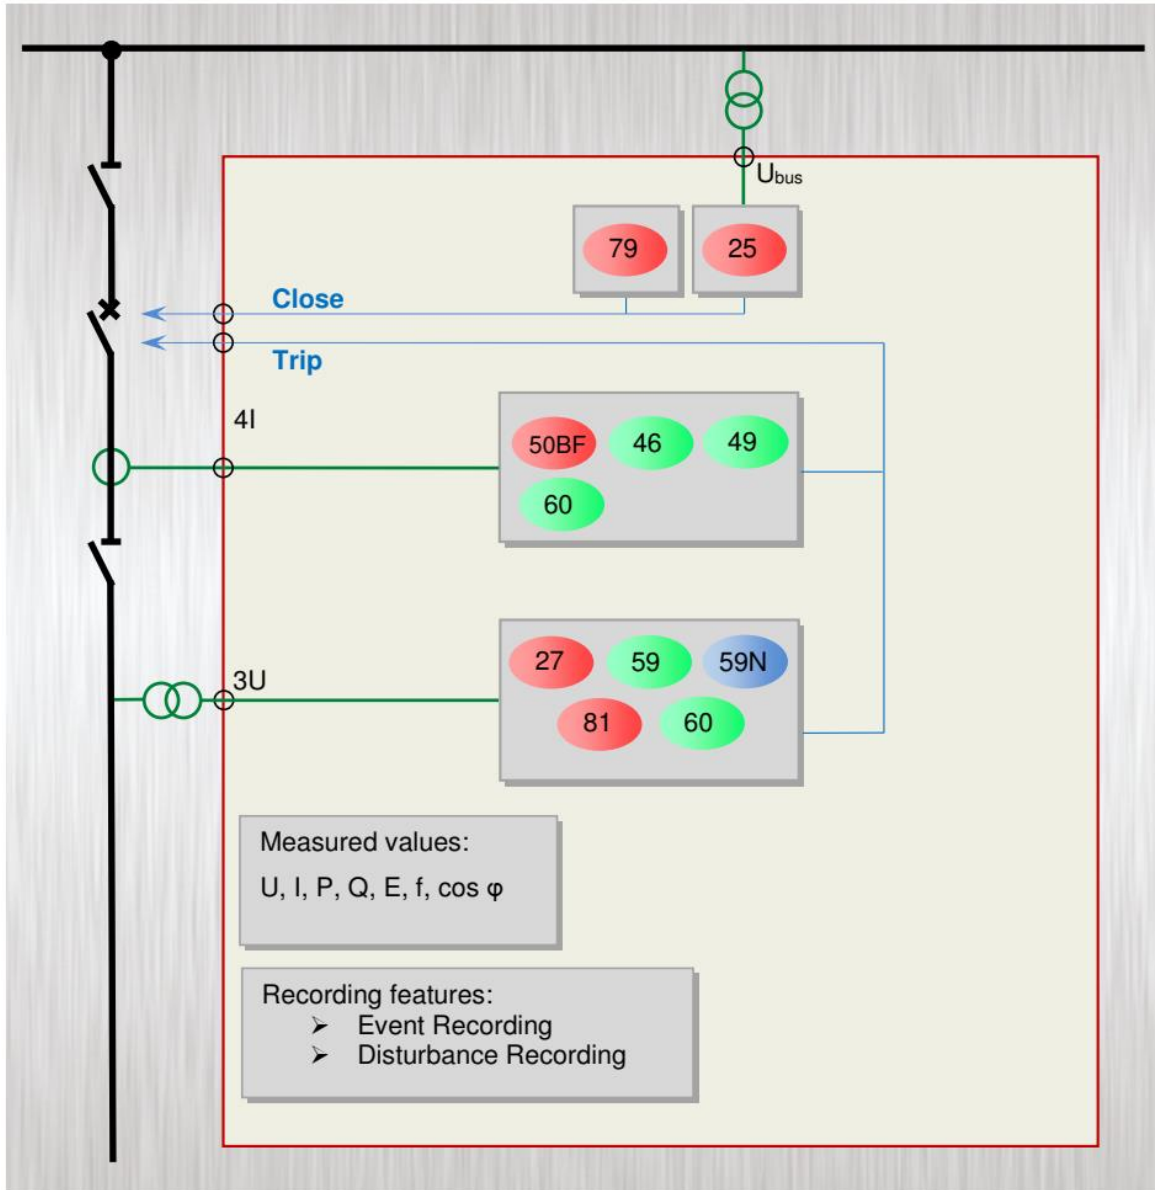 Ubus
79
25
Close
Trip
4I
50BF
46
49
60
3U
27
59
59N
81
60
Measured values:
U, I, P, Q, E, f, cos φ
Recording features:
➢ Event Recording
➢ Disturbance Recording